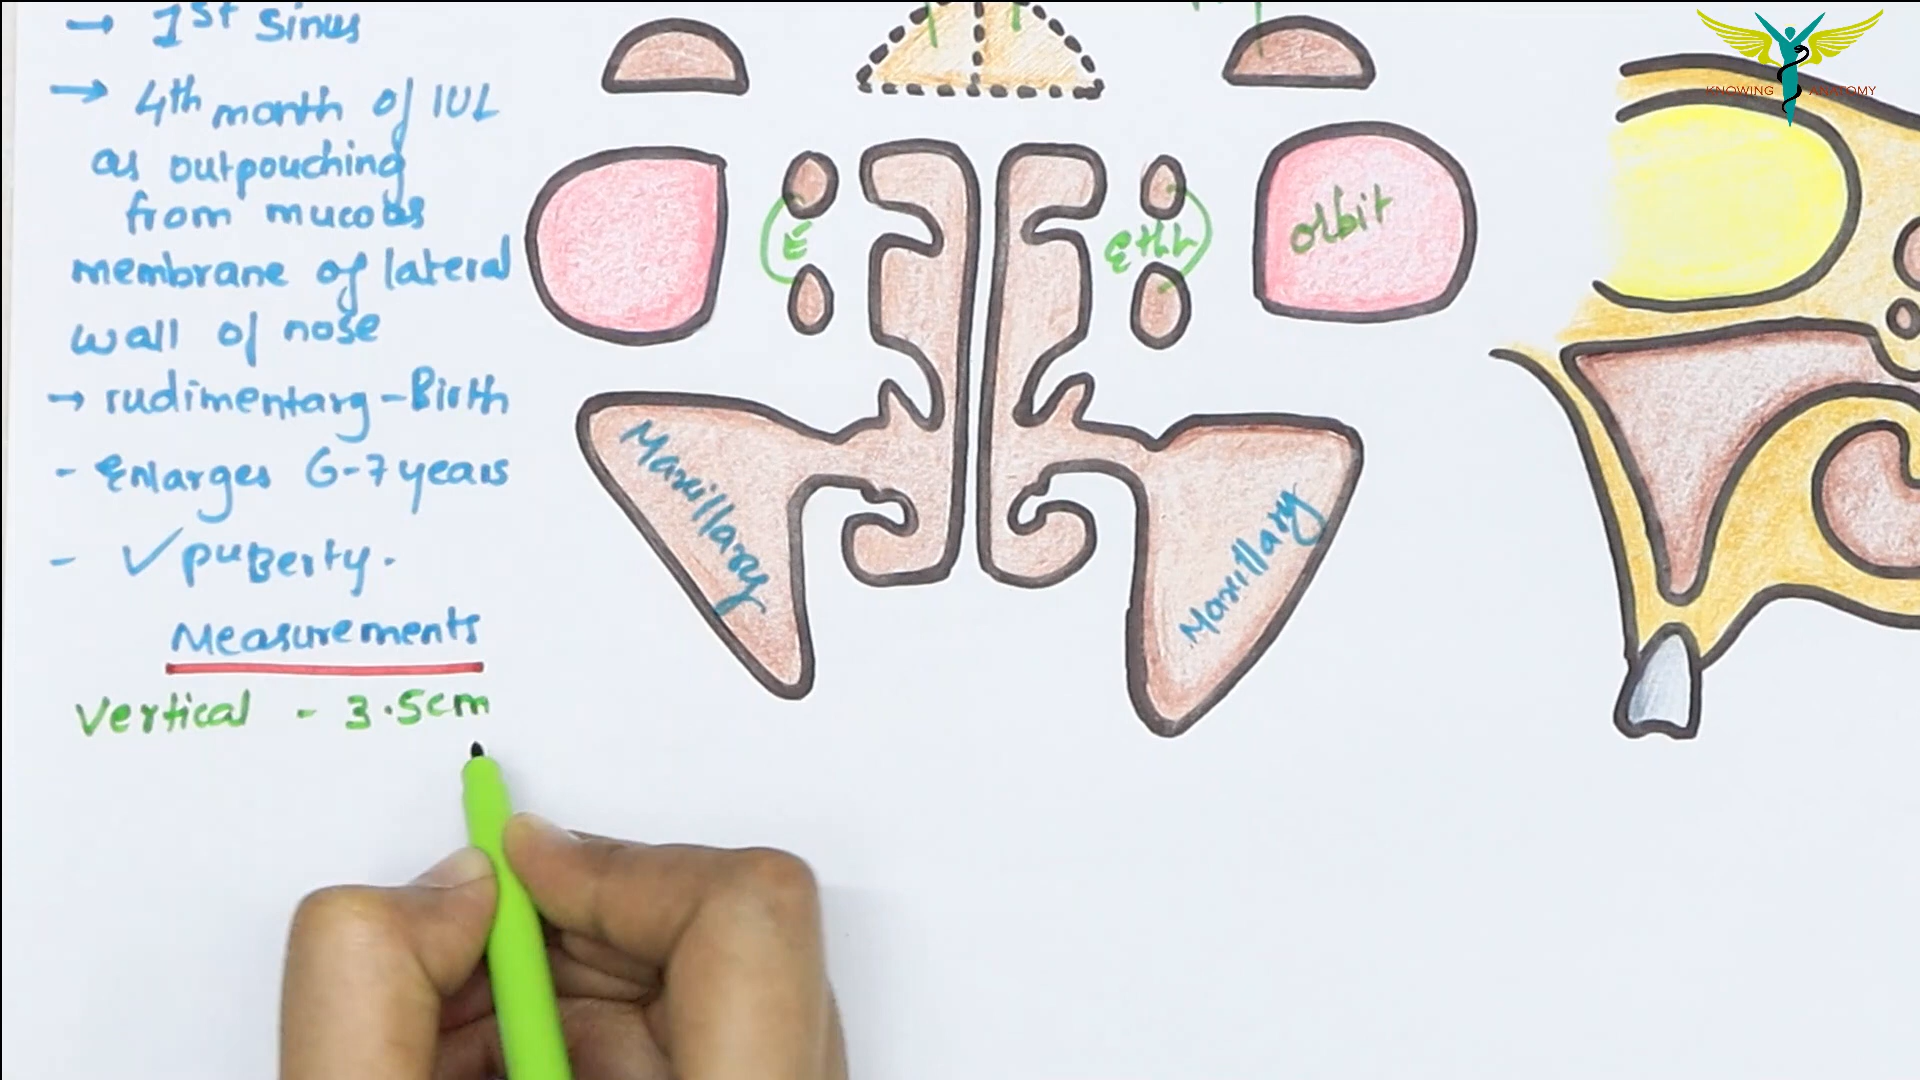 → 1st sinus
→ 4th month of IUL
as outpouching
from mucous
membrane of lateral
wall of nose
→ rudimentary - Birth
- Enlarges 6-7 years
- ✓ puberty.
Measurements
Vertical - 3.5cm
E
Ethr
orbit
Maxillary
Maxillary
KNOWING ANATOMY